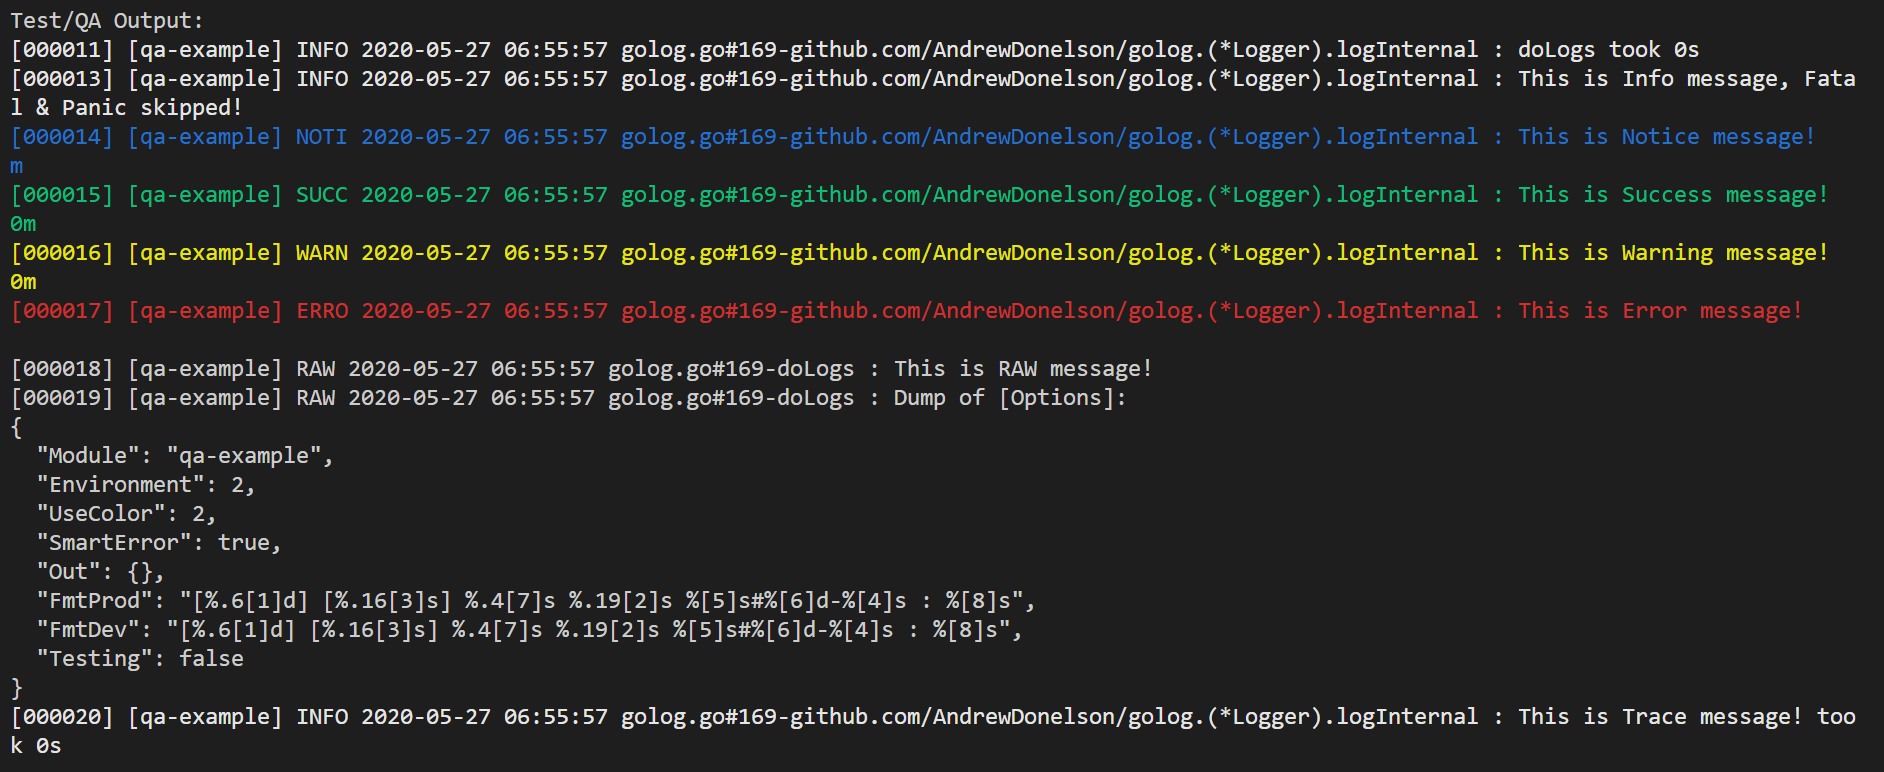 Test/QA Output:
[000011] [qa-example] INFO 2020-05-27 06:55:57 golog.go#169-github.com/AndrewDonelson/golog.(*Logger).logInternal : doLogs took 0s
[000013] [qa-example] INFO 2020-05-27 06:55:57 golog.go#169-github.com/AndrewDonelson/golog.(*Logger).logInternal : This is Info message, Fata
l & Panic skipped!
[000014] [qa-example] NOTI 2020-05-27 06:55:57 golog.go#169-github.com/AndrewDonelson/golog.(*Logger).logInternal : This is Notice message!
m
[000015] [qa-example] SUCC 2020-05-27 06:55:57 golog.go#169-github.com/AndrewDonelson/golog.(*Logger).logInternal : This is Success message!
0m
[000016] [qa-example] WARN 2020-05-27 06:55:57 golog.go#169-github.com/AndrewDonelson/golog.(*Logger).logInternal : This is Warning message!
0m
[000017] [qa-example] ERRO 2020-05-27 06:55:57 golog.go#169-github.com/AndrewDonelson/golog.(*Logger).logInternal : This is Error message!
[000018] [qa-example] RAW 2020-05-27 06:55:57 golog.go#169-doLogs : This is RAW message!
[000019] [qa-example] RAW 2020-05-27 06:55:57 golog.go#169-doLogs : Dump of [Options]:
{
  "Module": "qa-example",
  "Environment": 2,
  "UseColor": 2,
  "SmartError": true,
  "Out": {},
  "FmtProd": "[%.6[1]d] [%.16[3]s] %.4[7]s %.19[2]s %[5]s#%[6]d-%[4]s : %[8]s",
  "FmtDev": "[%.6[1]d] [%.16[3]s] %.4[7]s %.19[2]s %[5]s#%[6]d-%[4]s : %[8]s",
  "Testing": false
}
[000020] [qa-example] INFO 2020-05-27 06:55:57 golog.go#169-github.com/AndrewDonelson/golog.(*Logger).logInternal : This is Trace message! too
k 0s